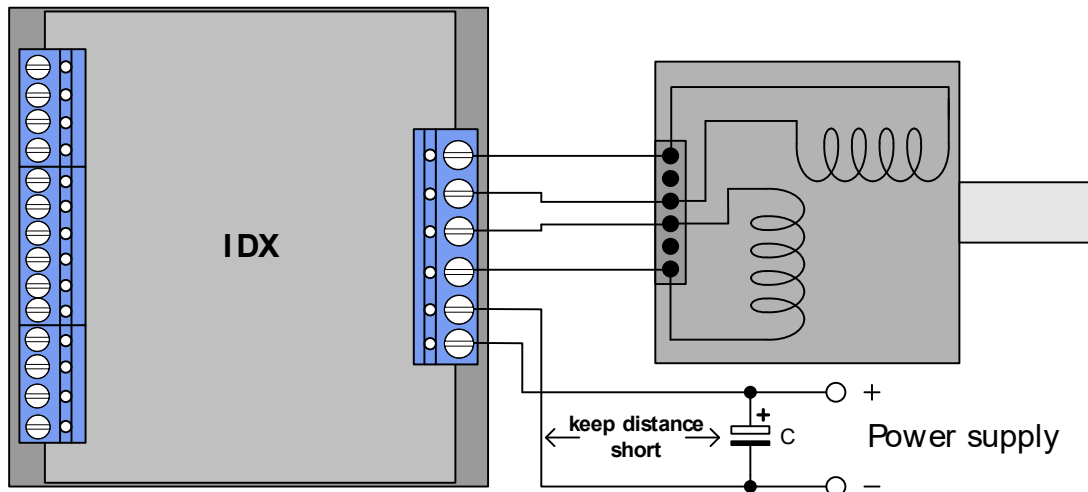 IDX
+
keep distance
short
+
C
Power supply
−